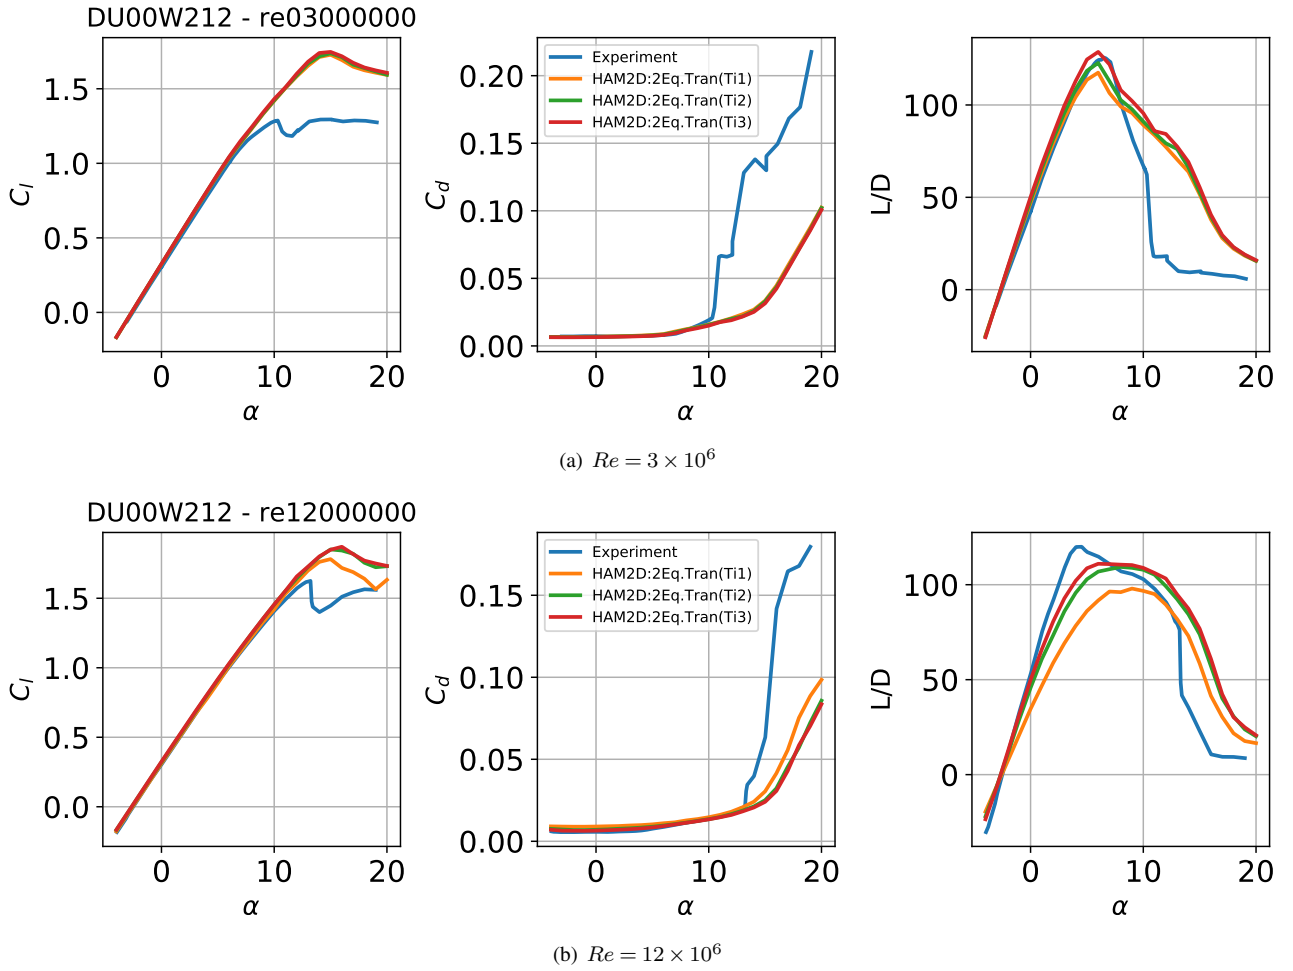 DU00W212 - re03000000
C_l
1.5
1.0
0.5
0.0
0 10 20
α
C_d
0.20
0.15
0.10
0.05
0.00
Experiment
HAM2D:2Eq.Tran(Ti1)
HAM2D:2Eq.Tran(Ti2)
HAM2D:2Eq.Tran(Ti3)
0 10 20
α
L/D
100
50
0
0 10 20
α
(a) Re = 3 × 10⁶
DU00W212 - re12000000
C_l
1.5
1.0
0.5
0.0
0 10 20
α
C_d
0.15
0.10
0.05
0.00
Experiment
HAM2D:2Eq.Tran(Ti1)
HAM2D:2Eq.Tran(Ti2)
HAM2D:2Eq.Tran(Ti3)
0 10 20
α
L/D
100
50
0
0 10 20
α
(b) Re = 12 × 10⁶